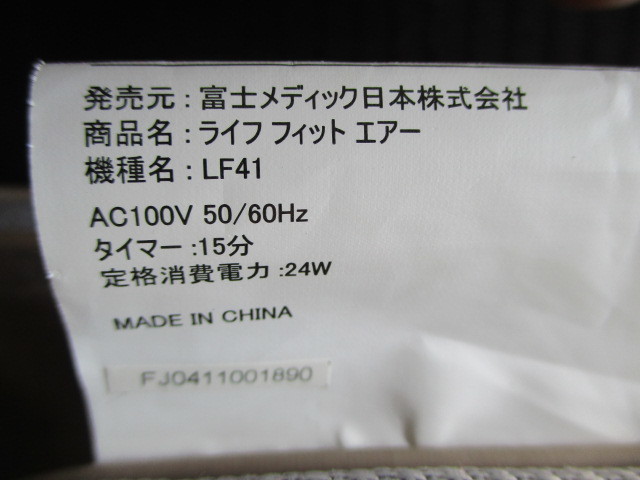 発売元 : 富士メディック日本株式会社
商品名 : ライフ フィット エアー
機種名 : LF41
AC100V 50/60Hz
タイマー :15分
定格消費電力 :24W
MADE IN CHINA
FJ0411001890